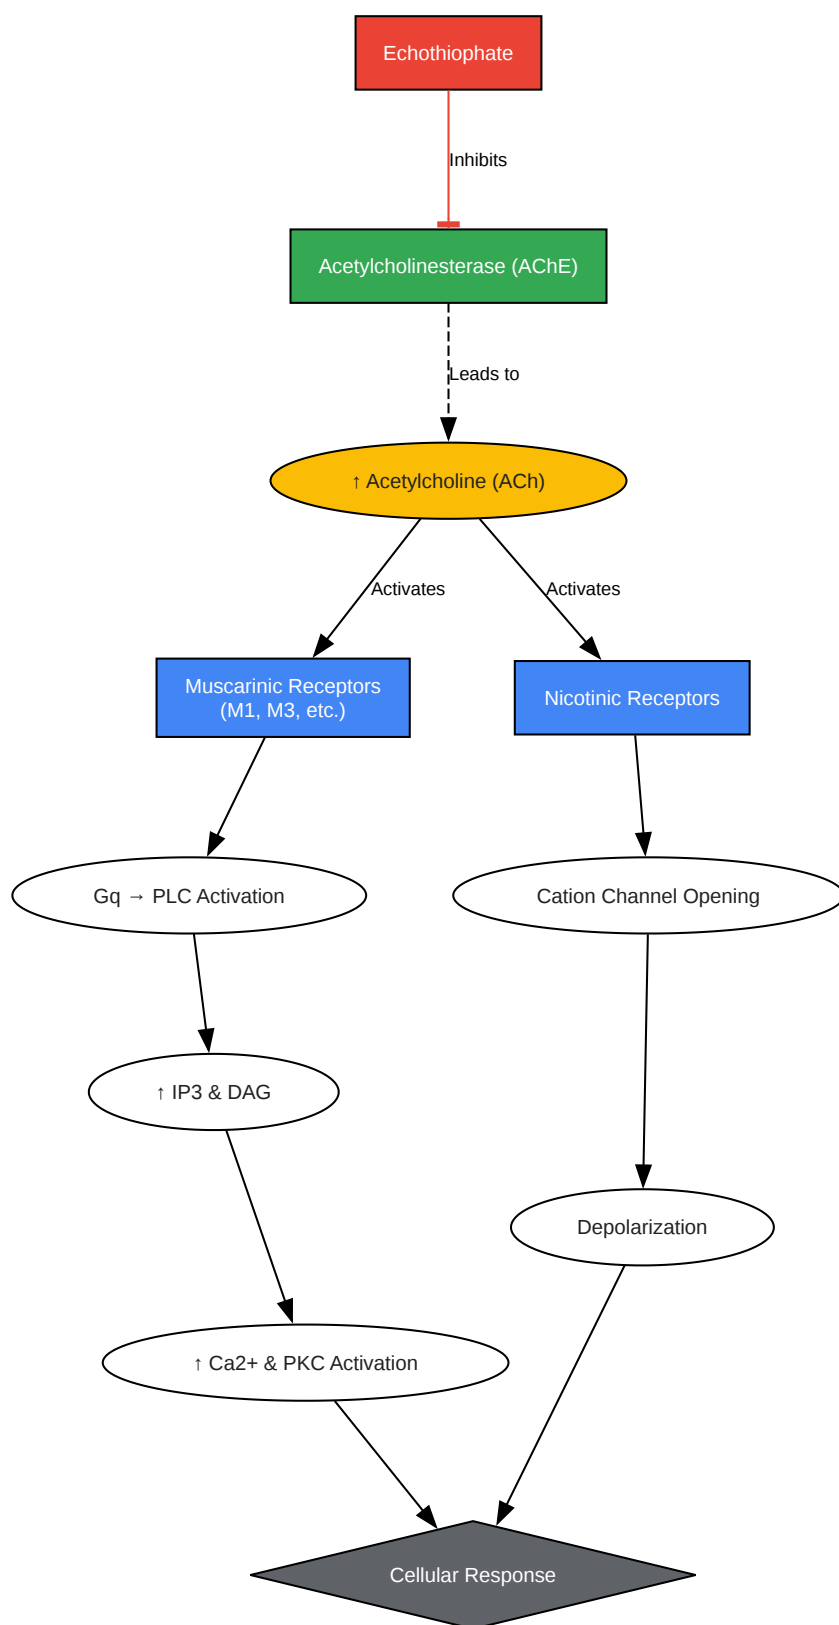 Echothiophate
Inhibits
Acetylcholinesterase (AChE)
Leads to
↑ Acetylcholine (ACh)
Activates
Activates
Muscarinic Receptors
(M1, M3, etc.)
Nicotinic Receptors
Gq → PLC Activation
Cation Channel Opening
↑ IP3 & DAG
Depolarization
↑ Ca2+ & PKC Activation
Cellular Response